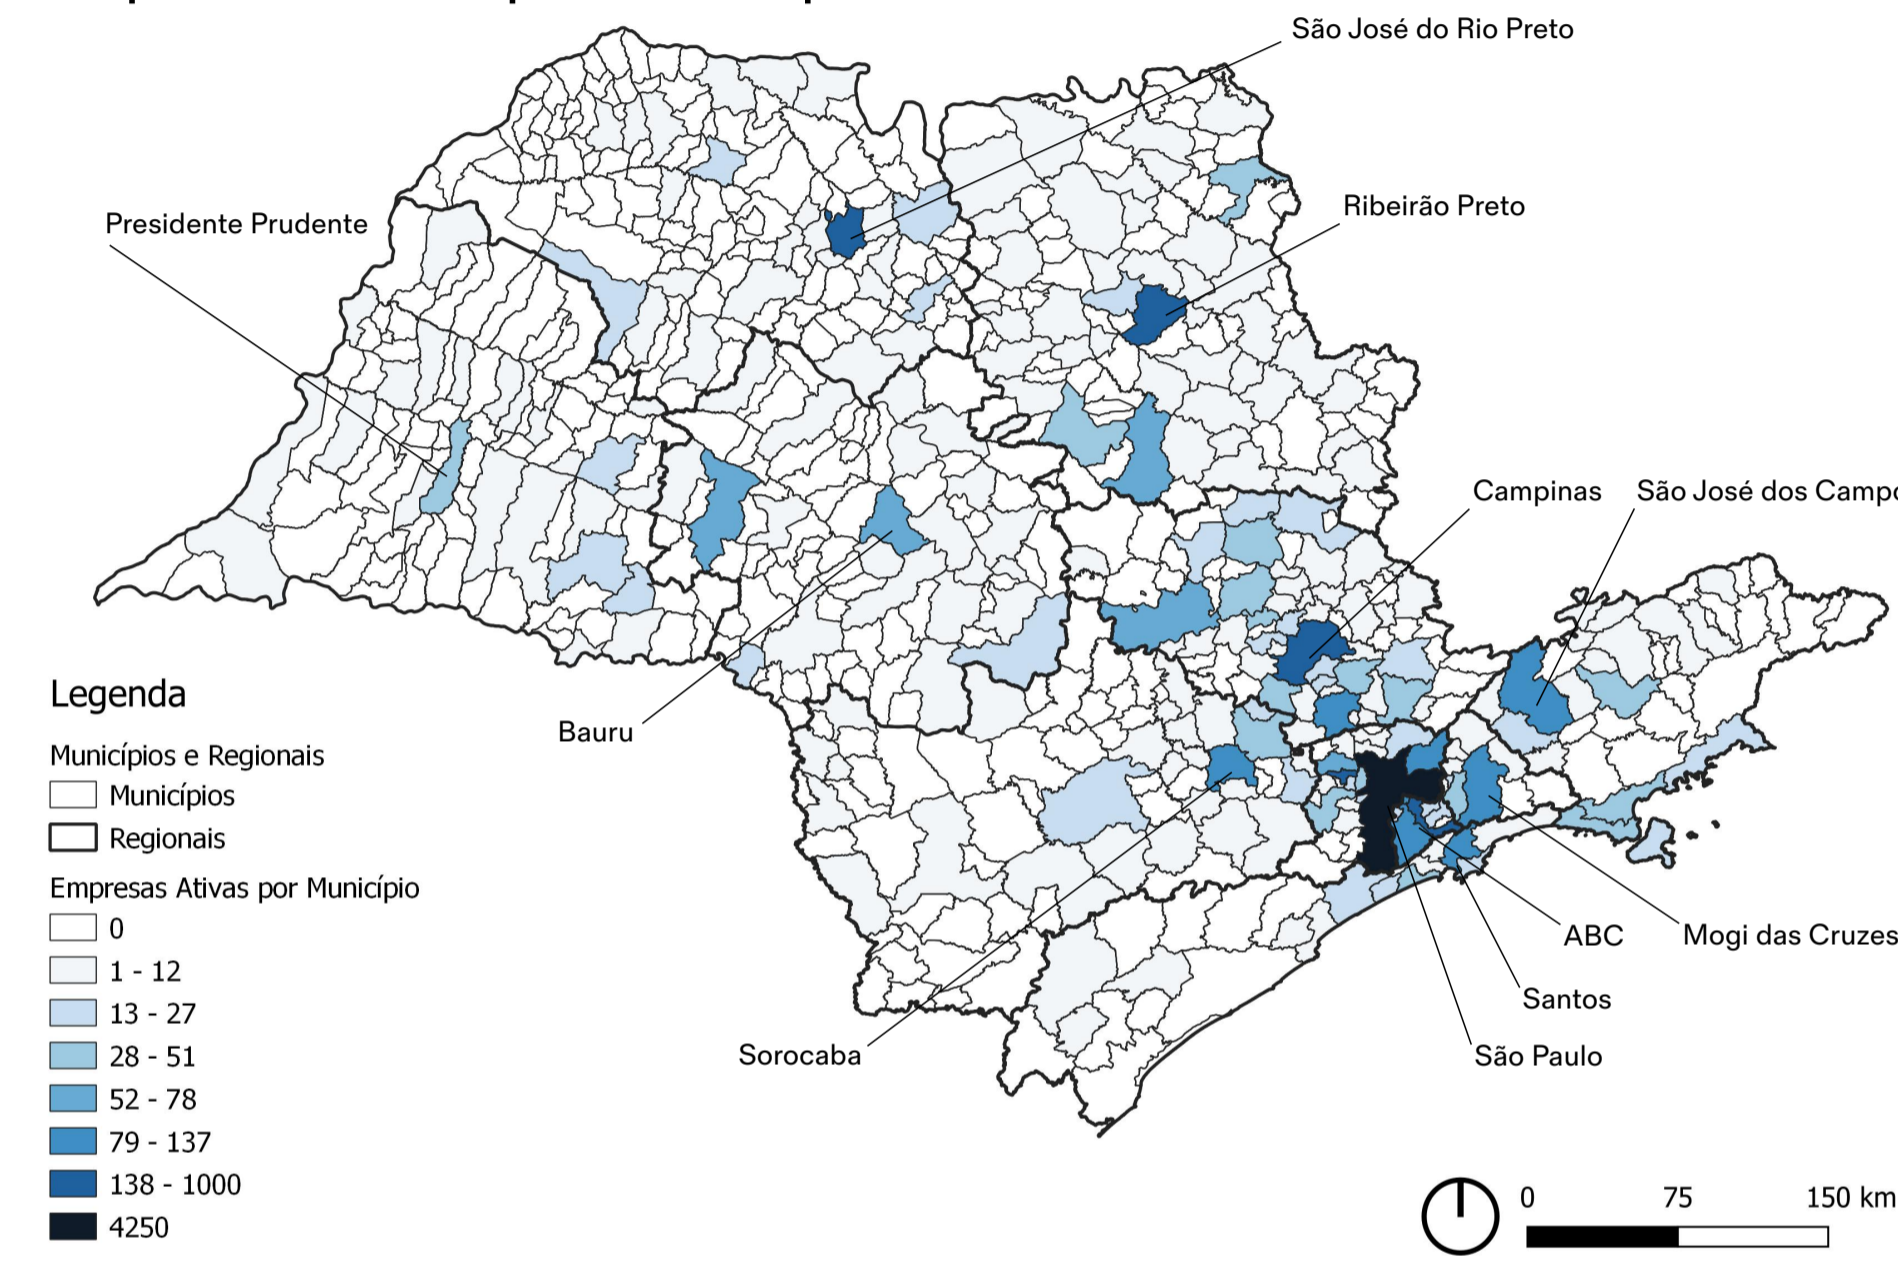 São José do Rio Preto
Ribeirão Preto
Presidente Prudente
Campinas
São José dos Campo
Bauru
ABC
Mogi das Cruzes
Santos
São Paulo
Sorocaba
Legenda
Municípios e Regionais
Municípios
Regionais
Empresas Ativas por Município
0
1 - 12
13 - 27
28 - 51
52 - 78
79 - 137
138 - 1000
4250
0 75 150 km